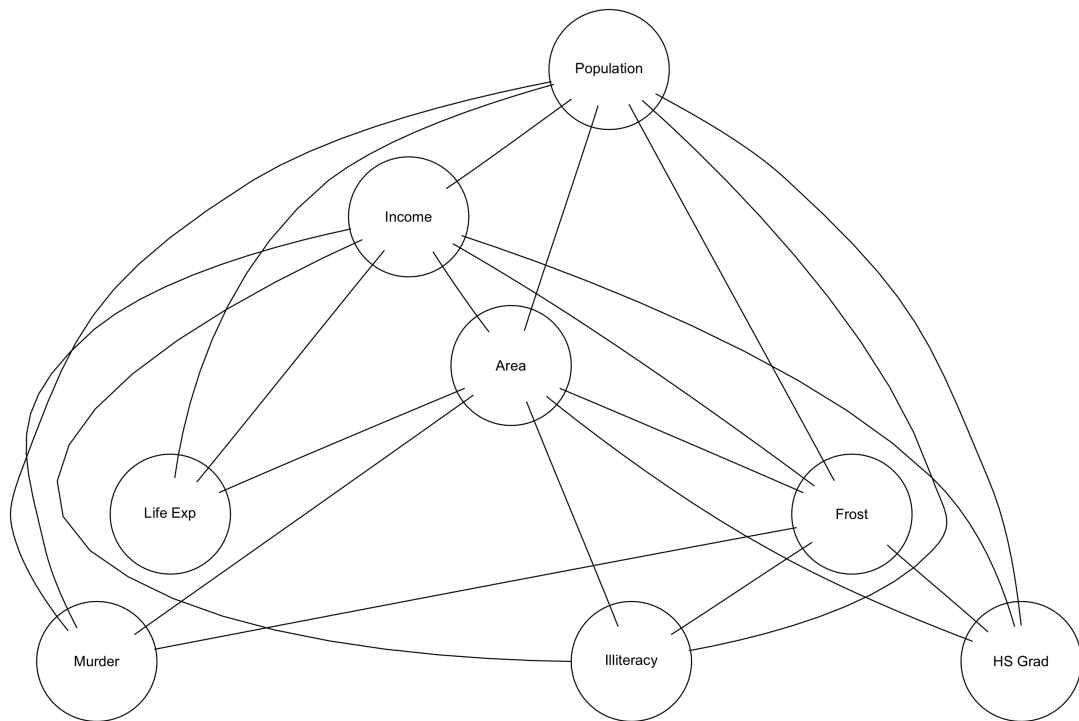 Population
Income
Area
Life Exp
Frost
Murder
Illiteracy
HS Grad